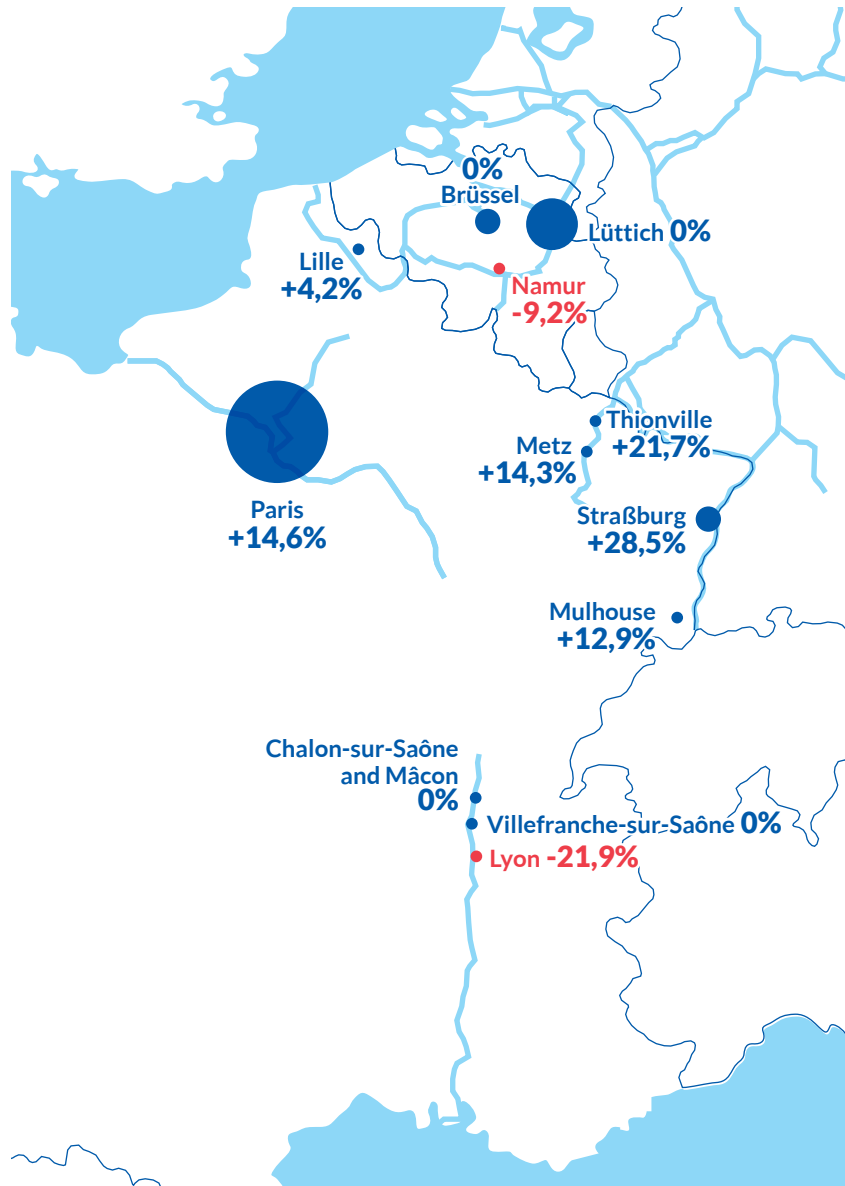 0%
Brüssel
Lüttich 0%
Lille
+4,2%
Namur
-9,2%
Thionville
+21,7%
Metz
+14,3%
Paris
+14,6%
Straßburg
+28,5%
Mulhouse
+12,9%
Chalon-sur-Saône
and Mâcon
0%
Villefranche-sur-Saône 0%
Lyon -21,9%